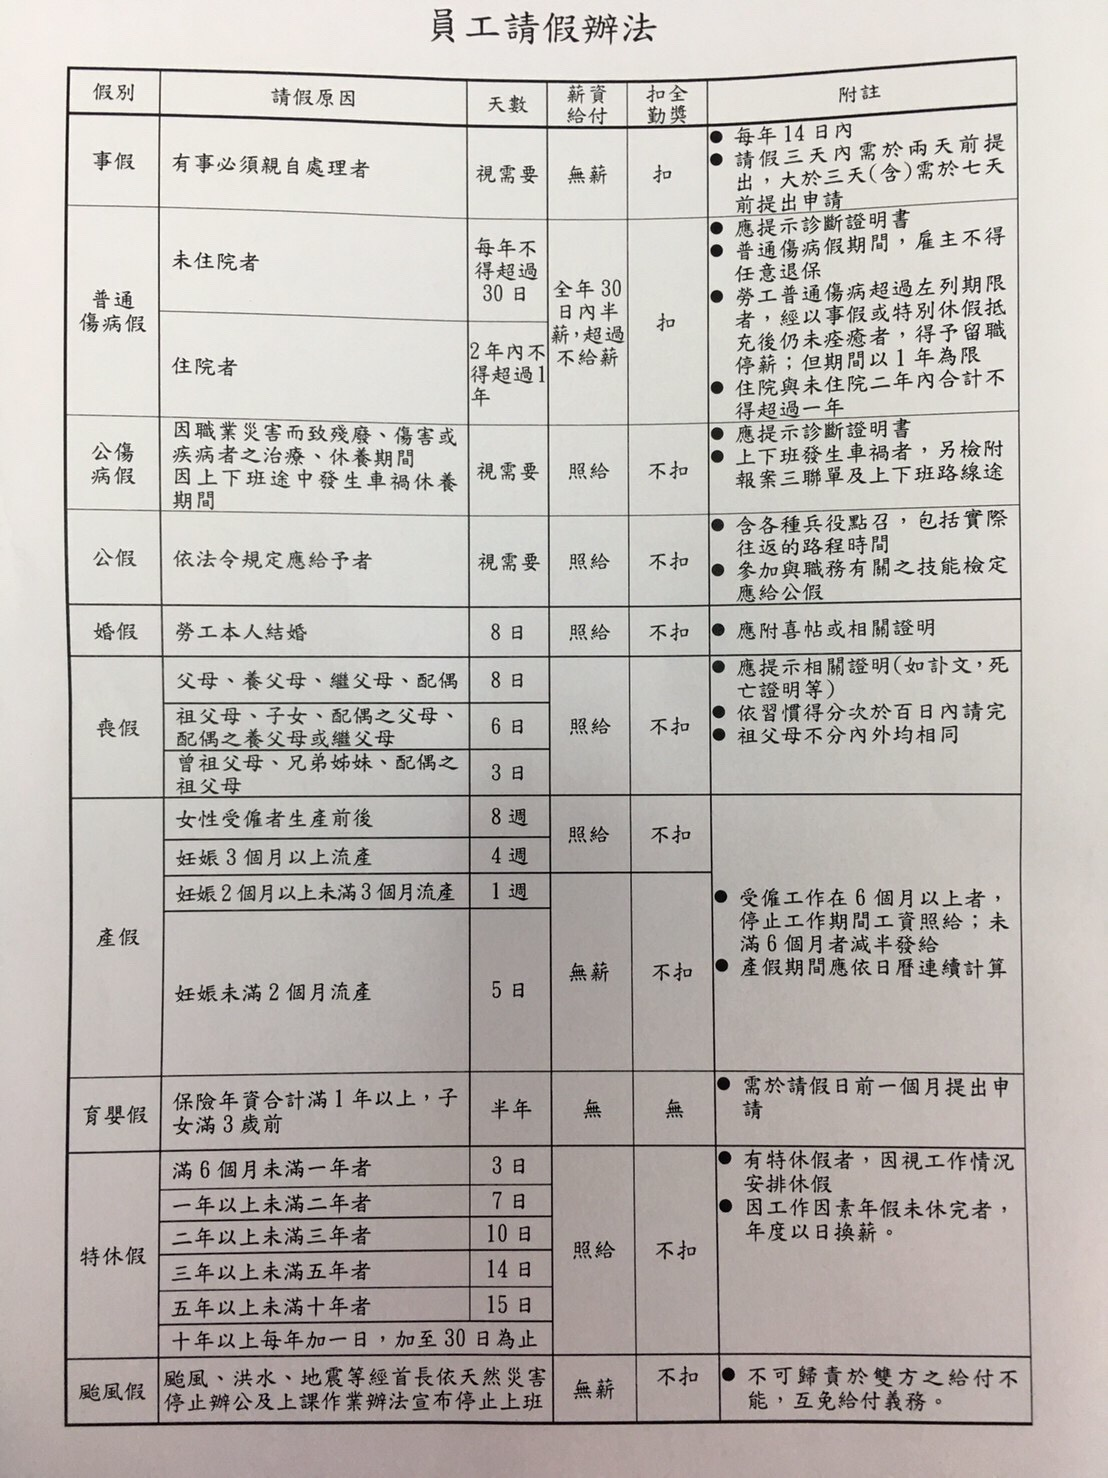 員工請假辦法
假別
請假原因
天數
薪資
給付
扣全
勤獎
附註
事假
有事必須親自處理者
視需要
無薪
扣
● 每年14日內
● 請假三天內需於兩天前提
出，大於三天(含)需於七天
前提出申請
普通
傷病假
未住院者
每年不
得超過
30日
住院者
2年內不
得超過1
年
全年30
日內半
薪，超過
不給薪
扣
● 應提示診斷證明書
● 普通傷病假期間，雇主不得
任意退保
● 勞工普通傷病超過左列期限
者，經以事假或特別休假抵
充後仍未痊癒者，得予留職
停薪；但期間以1年為限
● 住院與未住院二年內合計不
得超過一年
公傷
病假
因職業災害而致殘廢、傷害或
疾病者之治療、休養期間
因上下班途中發生車禍休養
期間
視需要
照給
不扣
● 應提示診斷證明書
● 上下班發生車禍者，另檢附
報案三聯單及上下班路線途
公假
依法令規定應給予者
視需要
照給
不扣
● 含各種兵役點召，包括實際
往返的路程時間
● 參加與職務有關之技能檢定
應給公假
婚假
勞工本人結婚
8日
照給
不扣
● 應附喜帖或相關證明
喪假
父母、養父母、繼父母、配偶
8日
祖父母、子女、配偶之父母、
配偶之養父母或繼父母
6日
曾祖父母、兄弟姊妹、配偶之
祖父母
3日
照給
不扣
● 應提示相關證明(如訃文，死
亡證明等)
● 依習慣得分次於百日內請完
● 祖父母不分內外均相同
產假
女性受僱者生產前後
8週
妊娠3個月以上流產
4週
照給
不扣
妊娠2個月以上未滿3個月流產
1週
妊娠未滿2個月流產
5日
無薪
不扣
● 受僱工作在6個月以上者，
停止工作期間工資照給；未
滿6個月者減半發給
● 產假期間應依日曆連續計算
育嬰假
保險年資合計滿1年以上，子
女滿3歲前
半年
無
無
● 需於請假日前一個月提出申
請
特休假
滿6個月未滿一年者
3日
一年以上未滿二年者
7日
二年以上未滿三年者
10日
三年以上未滿五年者
14日
五年以上未滿十年者
15日
十年以上每年加一日，加至30日為止
照給
不扣
● 有特休假者，因視工作情況
安排休假
● 因工作因素年假未休完者，
年度以日換薪。
颱風假
颱風、洪水、地震等經首長依天然災害
停止辦公及上課作業辦法宣布停止上班
無薪
不扣
● 不可歸責於雙方之給付不
能，互免給付義務。